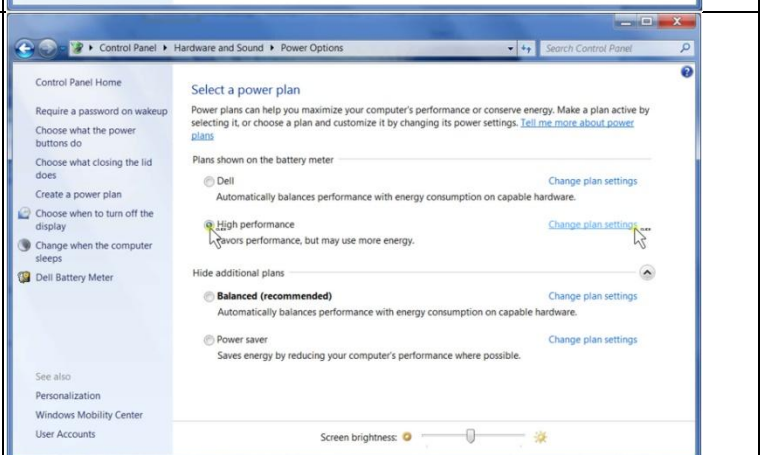 Control Panel ▸ Hardware and Sound ▸ Power Options
Search Control Panel
Control Panel Home
Require a password on wakeup
Choose what the power
buttons do
Choose what closing the lid
does
Create a power plan
Choose when to turn off the
display
Change when the computer
sleeps
Dell Battery Meter
See also
Personalization
Windows Mobility Center
User Accounts
Select a power plan
Power plans can help you maximize your computer's performance or conserve energy. Make a plan active by
selecting it, or choose a plan and customize it by changing its power settings. Tell me more about power
plans
Plans shown on the battery meter
Dell Change plan settings
Automatically balances performance with energy consumption on capable hardware.
High performance Change plan settings
Favors performance, but may use more energy.
Hide additional plans
Balanced (recommended) Change plan settings
Automatically balances performance with energy consumption on capable hardware.
Power saver Change plan settings
Saves energy by reducing your computer's performance where possible.
Screen brightness: